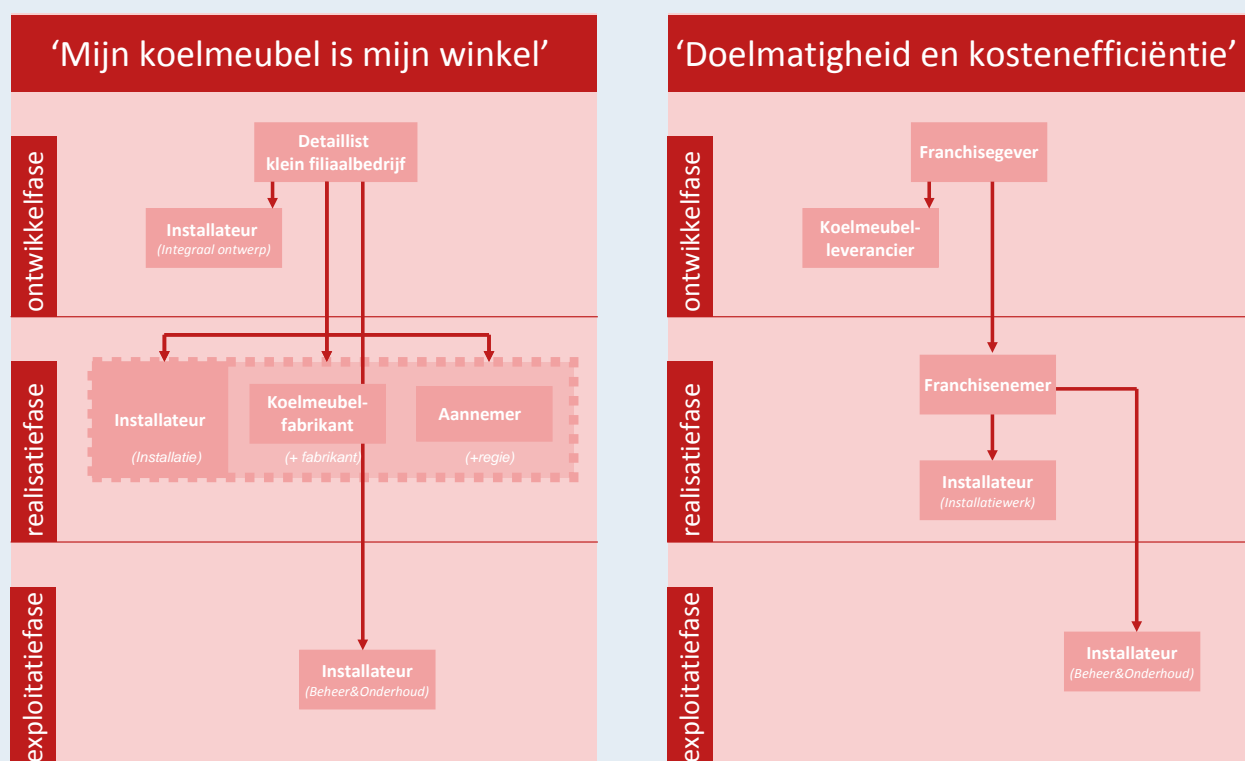 ‘Mijn koelmeubel is mijn winkel’
ontwikkelfase
Detaillist
klein filiaalbedrijf
Installateur
(Integraal ontwerp)
realisatiefase
Installateur
(Installatie)
Koelmeubel-
fabrikant
(+ fabrikant)
Aannemer
(+regie)
exploitatiefase
Installateur
(Beheer&Onderhoud)
‘Doelmatigheid en kostenefficiëntie’
ontwikkelfase
Franchisegever
Koelmeubel-
leverancier
realisatiefase
Franchisenemer
Installateur
(Installatiewerk)
exploitatiefase
Installateur
(Beheer&Onderhoud)